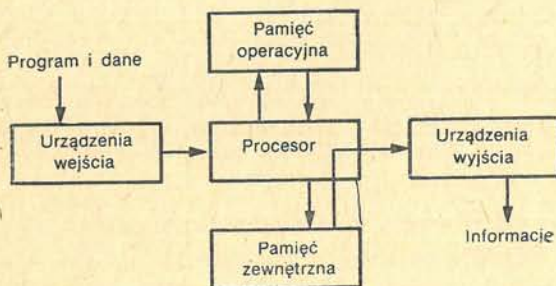 Pamięć
operacyjna
Program i dane
Urządzenia
wejścia
Procesor
Urządzenia
wyjścia
Pamięć
zewnętrzna
Informacje